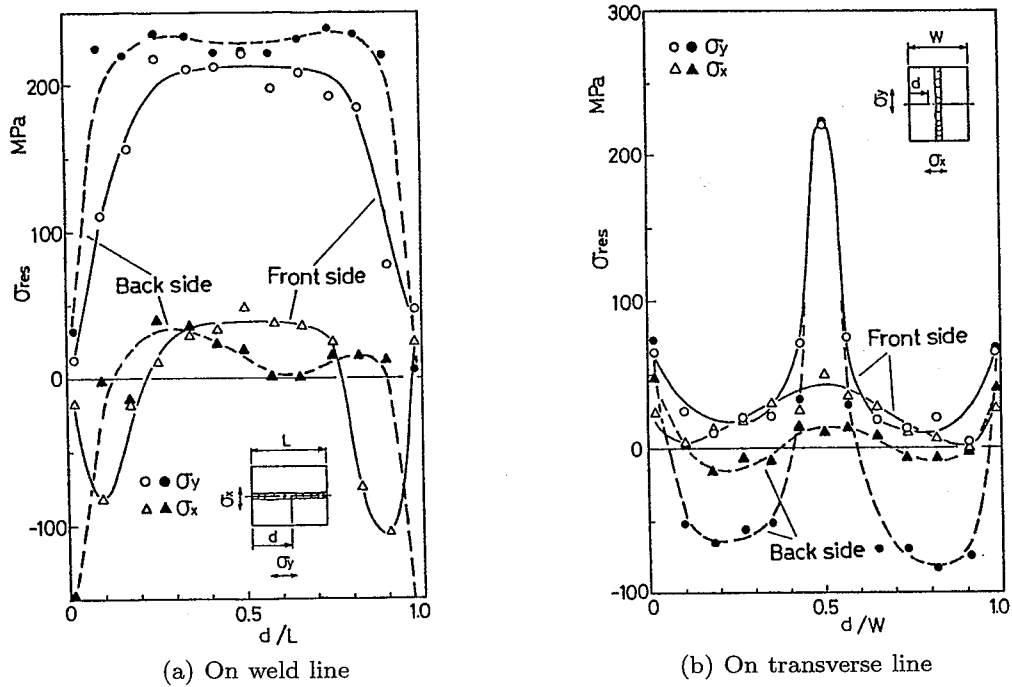 200
MPa
100
σres
0
-100
Back side
Front side
○ ● σy
△ ▲ σx
L
σx
d
σy
0
0.5
1.0
d/L
(a) On weld line
300
MPa
200
σres
100
0
-100
○ ● σy
△ ▲ σx
W
d
σy
σx
Front side
Back side
0
0.5
1.0
d/W
(b) On transverse line